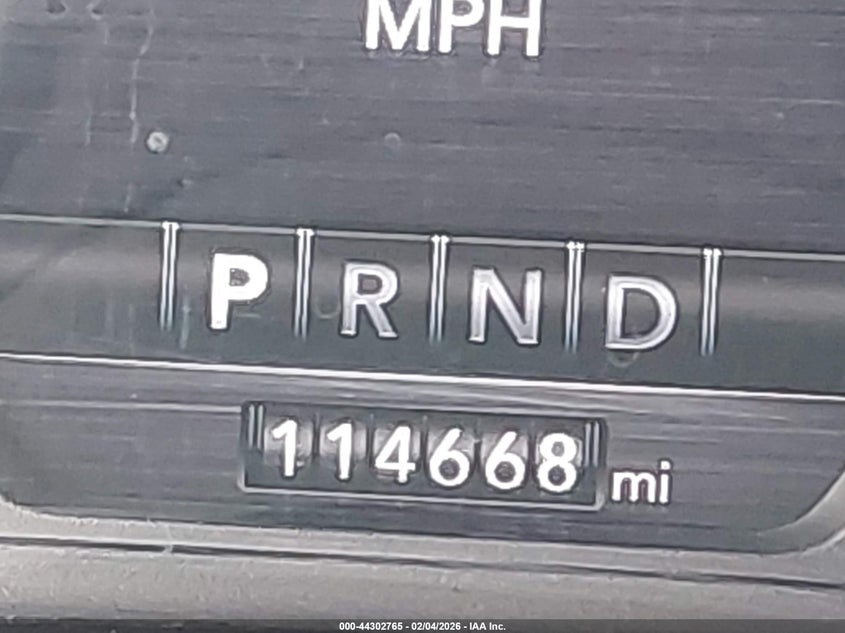 MPH
P R N D
114668 mi
000-44302765 - 02/04/2026 - IAA Inc.